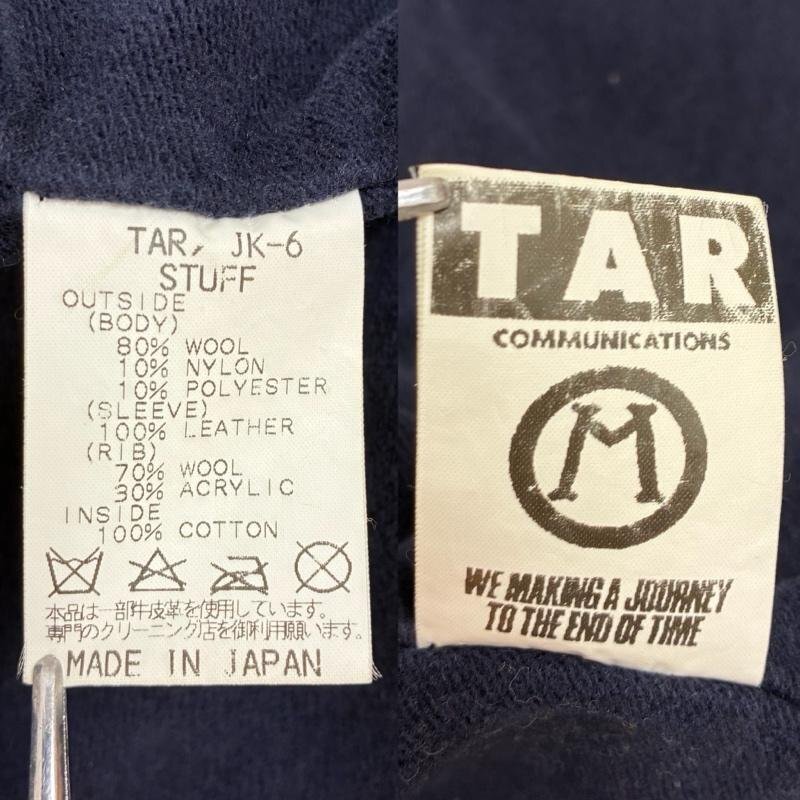 TAR, JK-6
STUFF
OUTSIDE
(BODY)
80% WOOL
10% NYLON
10% POLYESTER
(SLEEVE)
100% LEATHER
(RIB)
70% WOOL
30% ACRYLIC
INSIDE
100% COTTON
本品は一部牛皮革を使用しています。
専門のクリーニング店を御利用願います。
MADE IN JAPAN
TAR
COMMUNICATIONS
M
WE MAKING A JOURNEY
TO THE END OF TIME